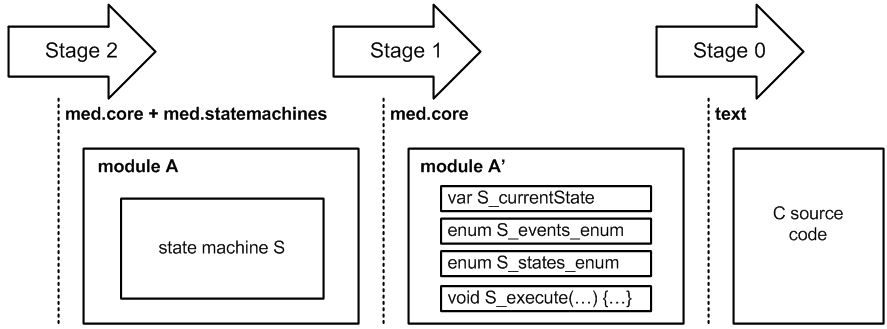 Stage 2
Stage 1
Stage 0
med.core + med.statemachines
med.core
text
module A
state machine S
module A’
var S_currentState
enum S_events_enum
enum S_states_enum
void S_execute(…) {…}
C source
code